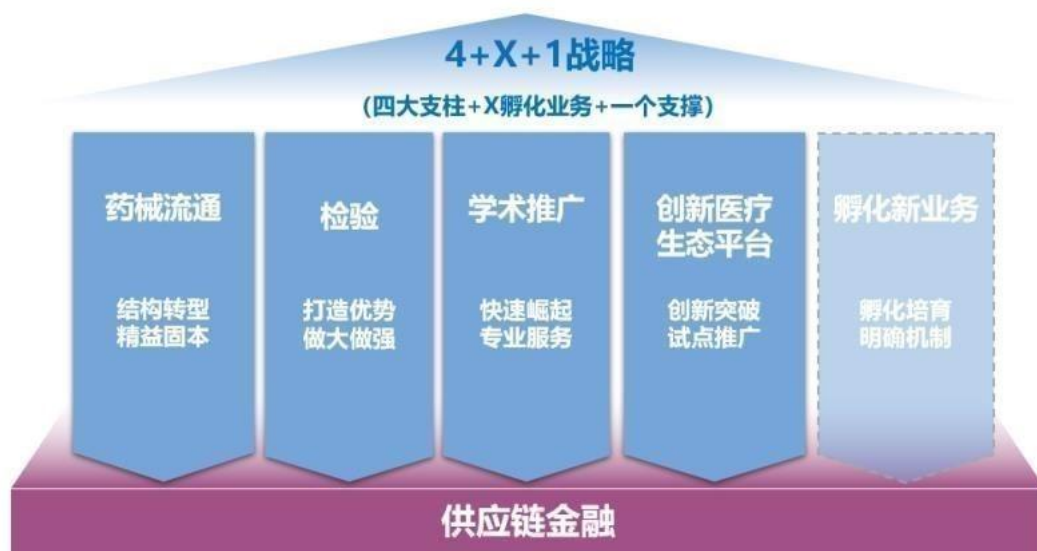 4+X+1战略
(四大支柱+X孵化业务+一个支撑)
药械流通
结构转型
精益固本
检验
打造优势
做大做强
学术推广
快速崛起
专业服务
创新医疗
生态平台
创新突破
试点推广
孵化新业务
孵化培育
明确机制
供应链金融